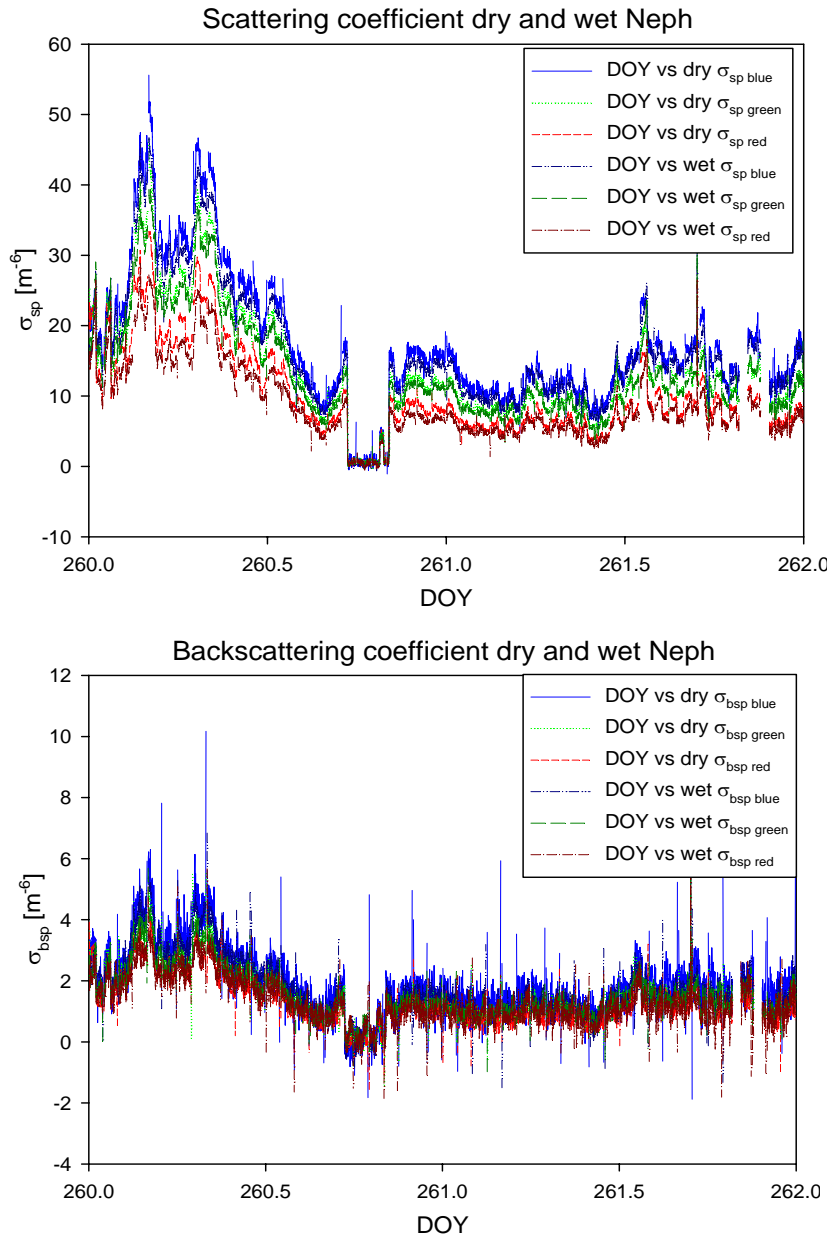 Scattering coefficient dry and wet Neph
60
50
40
30
20
10
0
-10
σsp [m-6]
DOY vs dry σsp blue
DOY vs dry σsp green
DOY vs dry σsp red
DOY vs wet σsp blue
DOY vs wet σsp green
DOY vs wet σsp red
260.0 260.5 261.0 261.5 262.0
DOY
Backscattering coefficient dry and wet Neph
12
10
8
6
4
2
0
-2
-4
σbsp [m-6]
DOY vs dry σbsp blue
DOY vs dry σbsp green
DOY vs dry σbsp red
DOY vs wet σbsp blue
DOY vs wet σbsp green
DOY vs wet σbsp red
260.0 260.5 261.0 261.5 262.0
DOY